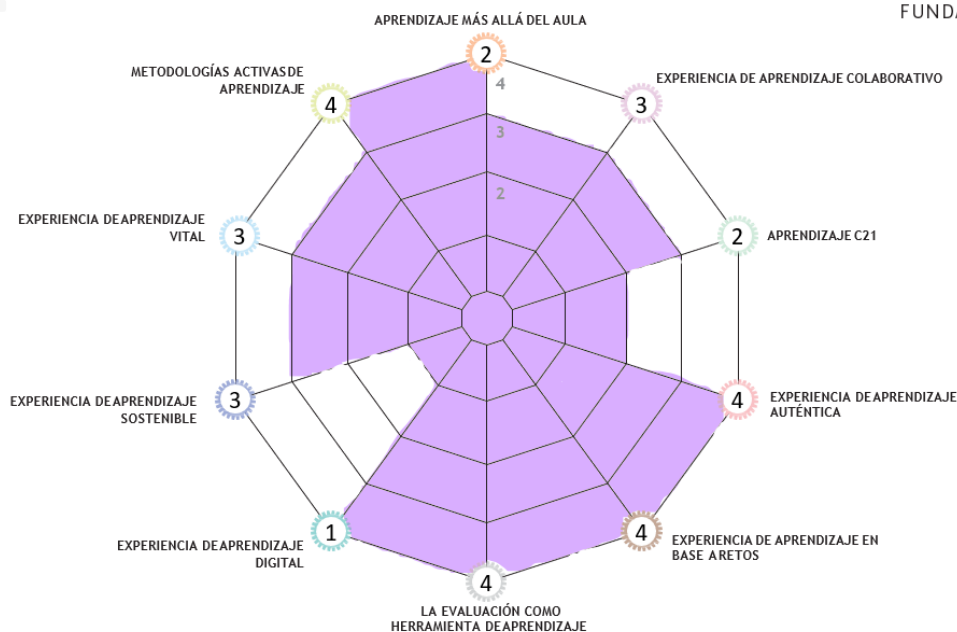 FUNDA
APRENDIZAJE MÁS ALLÁ DEL AULA
2
4
3
2
METODOLOGÍAS ACTIVAS DE
APRENDIZAJE
4
EXPERIENCIA DE APRENDIZAJE COLABORATIVO
3
EXPERIENCIA DE APRENDIZAJE
VITAL
3
2
APRENDIZAJE C21
EXPERIENCIA DE APRENDIZAJE
SOSTENIBLE
3
4
EXPERIENCIA DE APRENDIZAJE
AUTÉNTICA
EXPERIENCIA DE APRENDIZAJE
DIGITAL
1
4
EXPERIENCIA DE APRENDIZAJE EN
BASE A RETOS
4
LA EVALUACIÓN COMO
HERRAMIENTA DE APRENDIZAJE